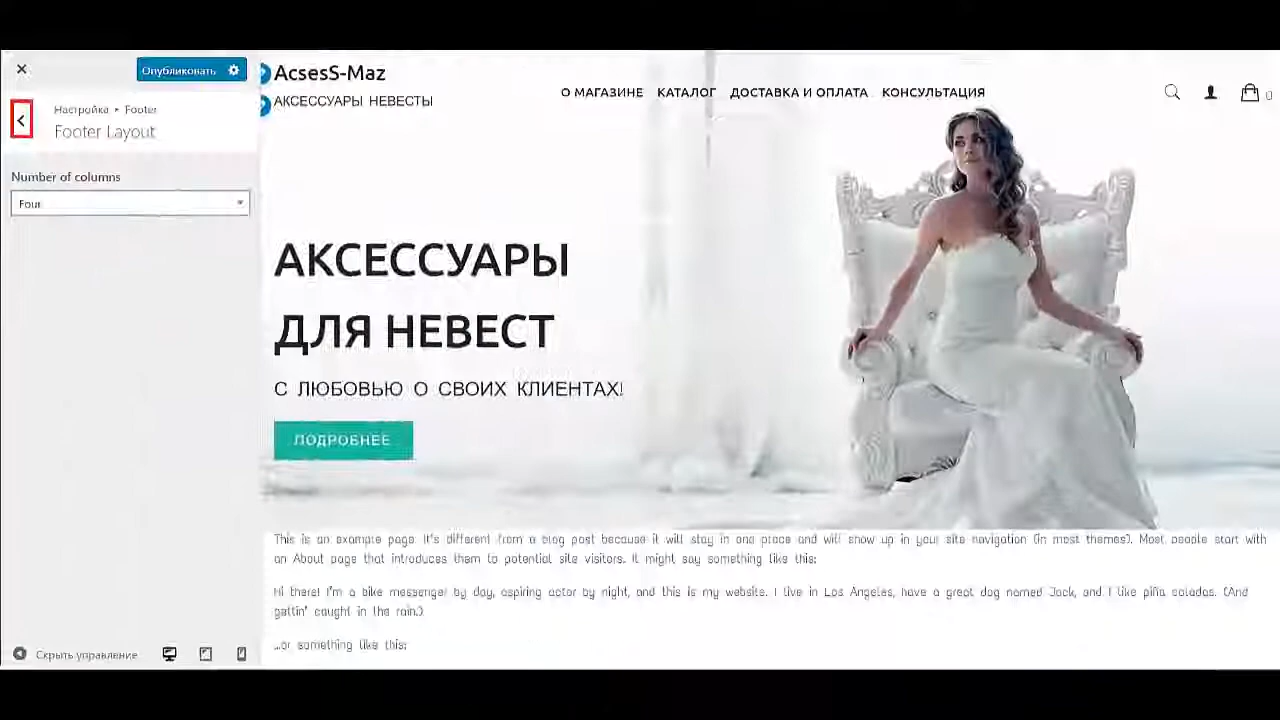 Опубликовать
Настройка ▸ Footer
Footer Layout
Number of columns
Four
Скрыть управление
AcsesS-Maz
АКСЕССУАРЫ НЕВЕСТЫ
О МАГАЗИНЕ КАТАЛОГ ДОСТАВКА И ОПЛАТА КОНСУЛЬТАЦИЯ
0
АКСЕССУАРЫ
ДЛЯ НЕВЕСТ
С ЛЮБОВЬЮ О СВОИХ КЛИЕНТАХ!
ПОДРОБНЕЕ
This is an example page. It's different from a blog post because it will stay in one place and will show up in your site navigation (in most themes). Most people start with
an About page that introduces them to potential site visitors. It might say something like this:
Hi there! I'm a bike messenger by day, aspiring actor by night, and this is my website. I live in Los Angeles, have a great dog named Jack, and I like piña coladas. (And
gettin' caught in the rain.)
...or something like this: